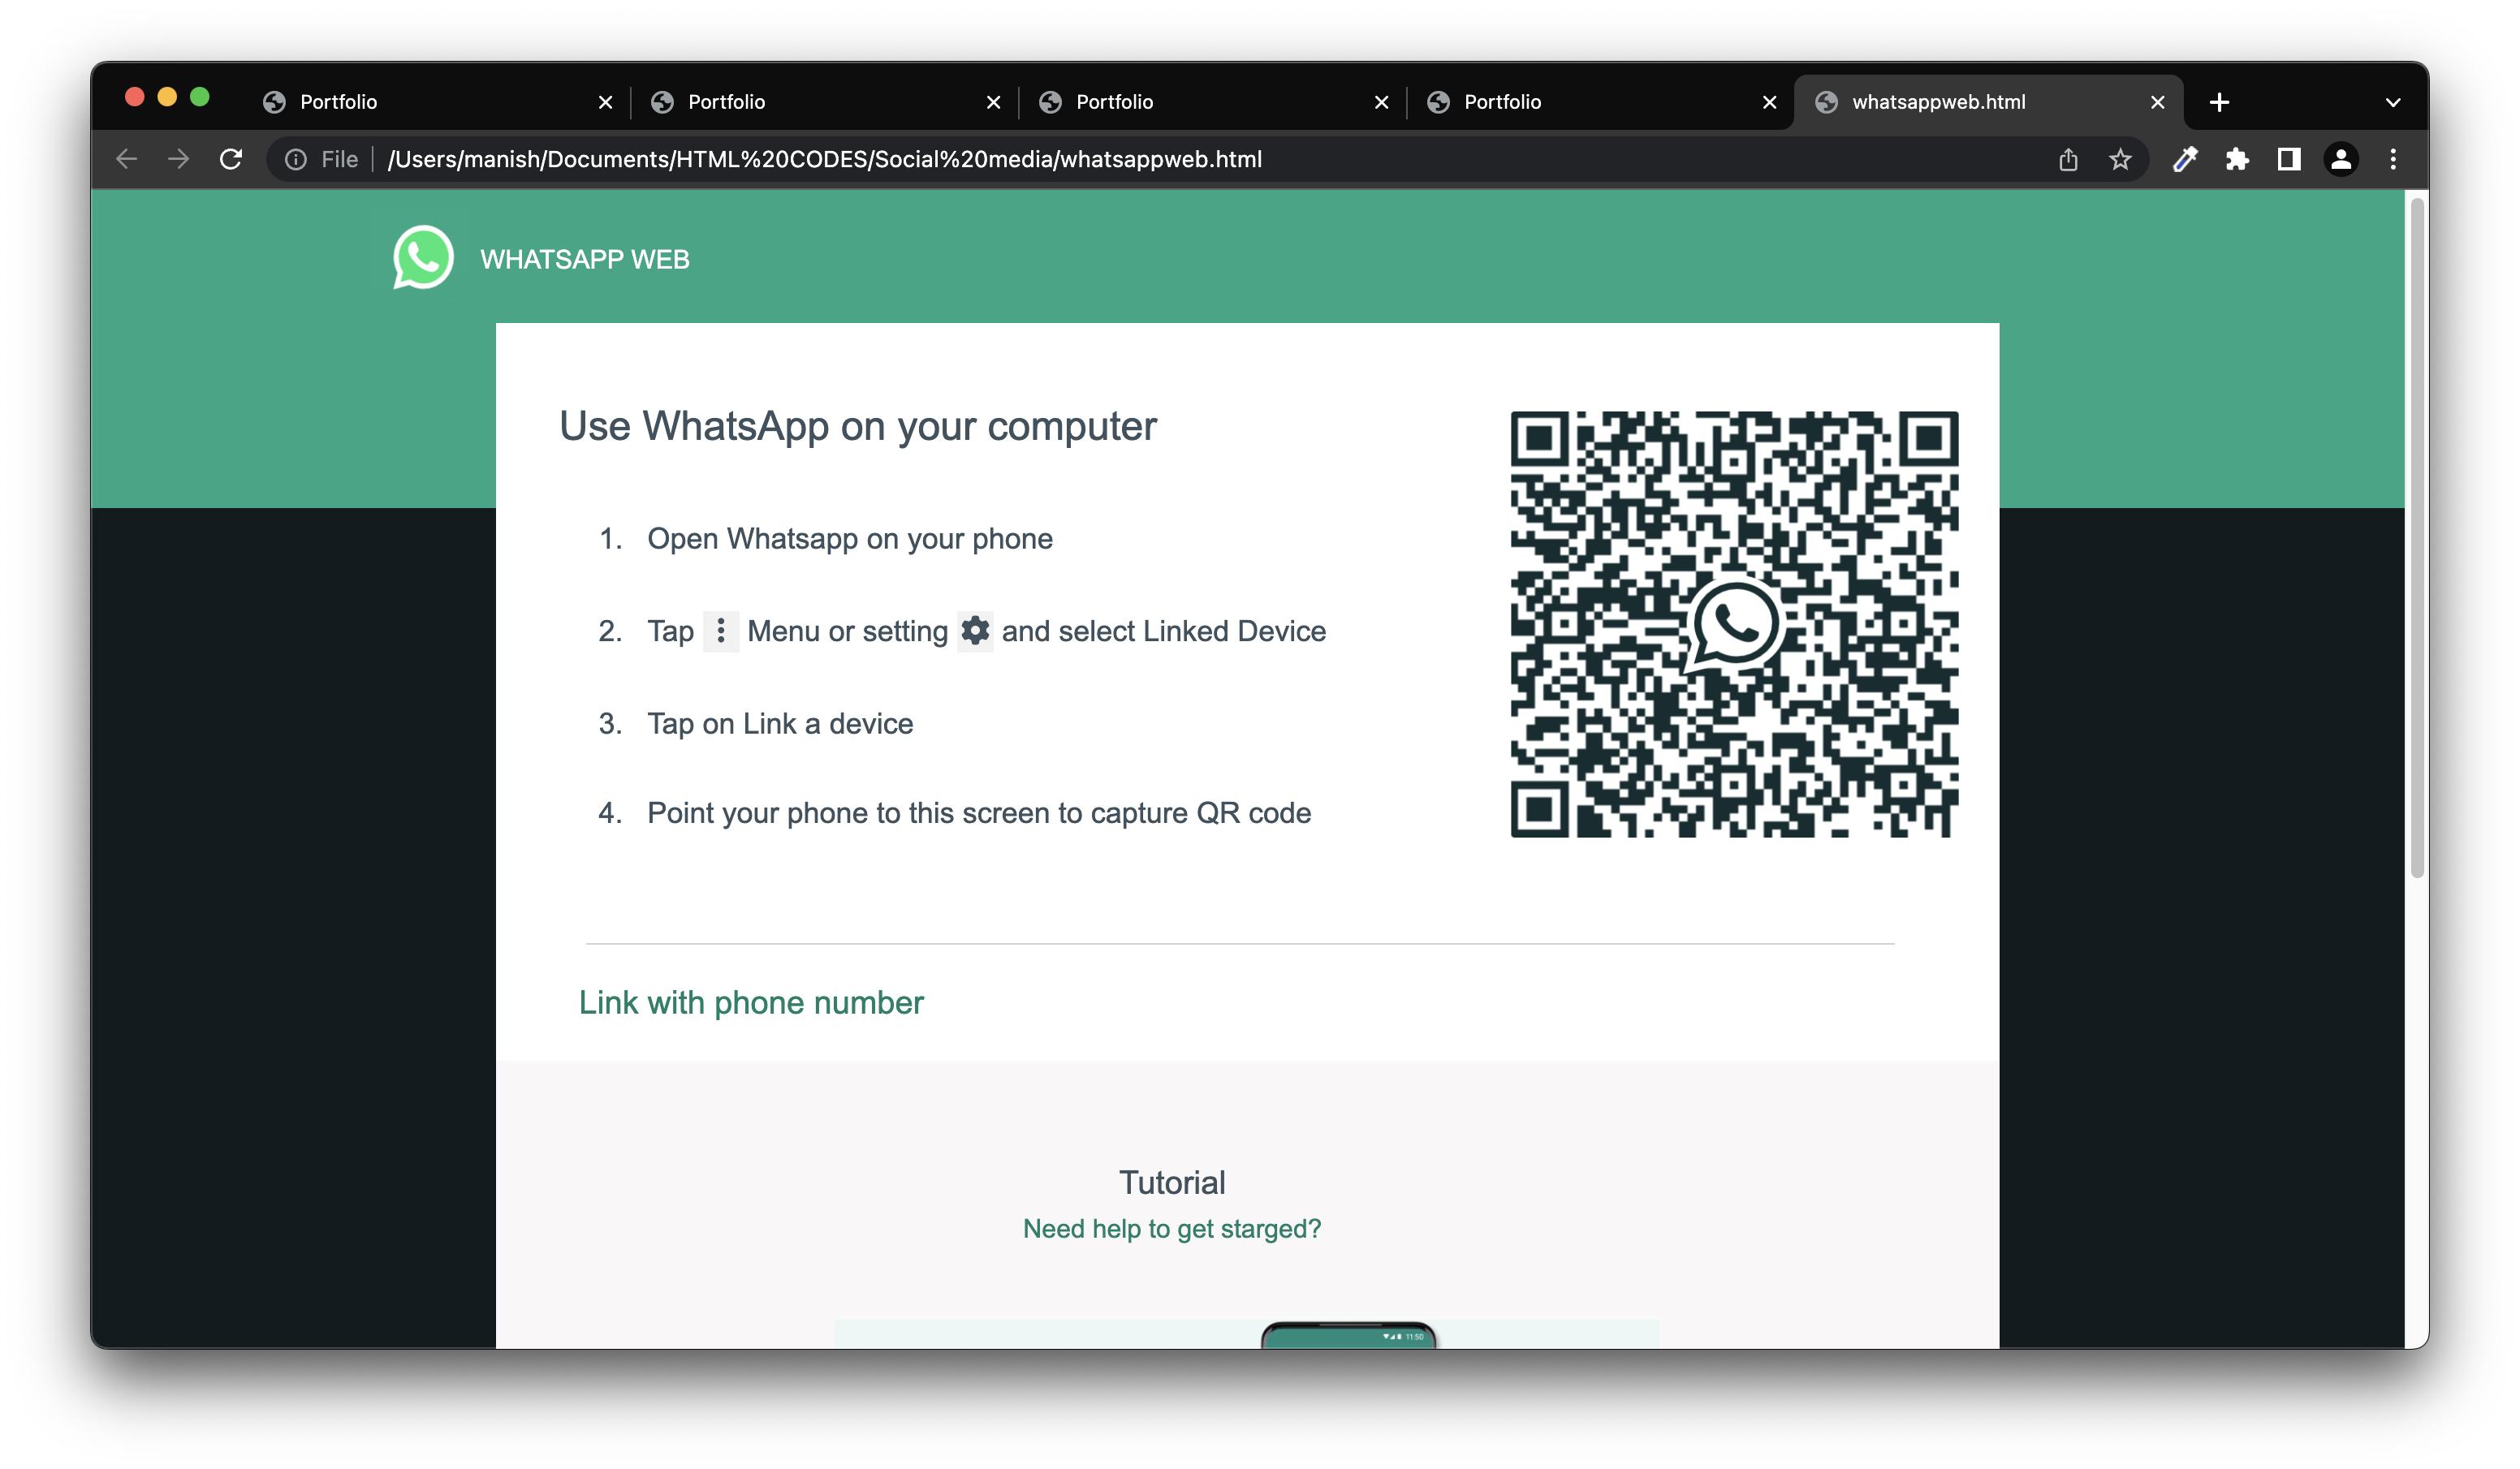 Portfolio
Portfolio
Portfolio
Portfolio
whatsappweb.html
File
/Users/manish/Documents/HTML%20CODES/Social%20media/whatsappweb.html
WHATSAPP WEB
Use WhatsApp on your computer
1. Open Whatsapp on your phone
2. Tap Menu or setting and select Linked Device
3. Tap on Link a device
4. Point your phone to this screen to capture QR code
Link with phone number
Tutorial
Need help to get starged?
11:50